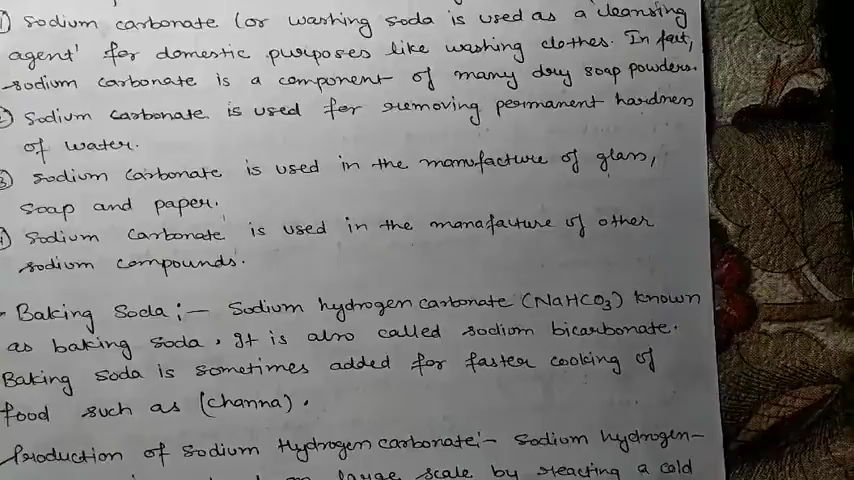 1) Sodium carbonate (or washing soda is used as a cleansing
agent' for domestic purposes like washing clothes. In fact,
sodium carbonate is a component of many dry soap powders.
2) Sodium carbonate is used for removing permanent hardness
of water.
3) Sodium carbonate is used in the manufacture of glass,
soap and paper.
4) Sodium carbonate is used in the manafacture of other
sodium compounds.
- Baking Soda ;- Sodium hydrogen carbonate (NaHCO3) known
as baking soda, It is also called sodium bicarbonate.
Baking soda is sometimes added for faster cooking of
food such as (channa).
Production of Sodium Hydrogen carbonate;- Sodium hydrogen-
large scale by reacting a cold